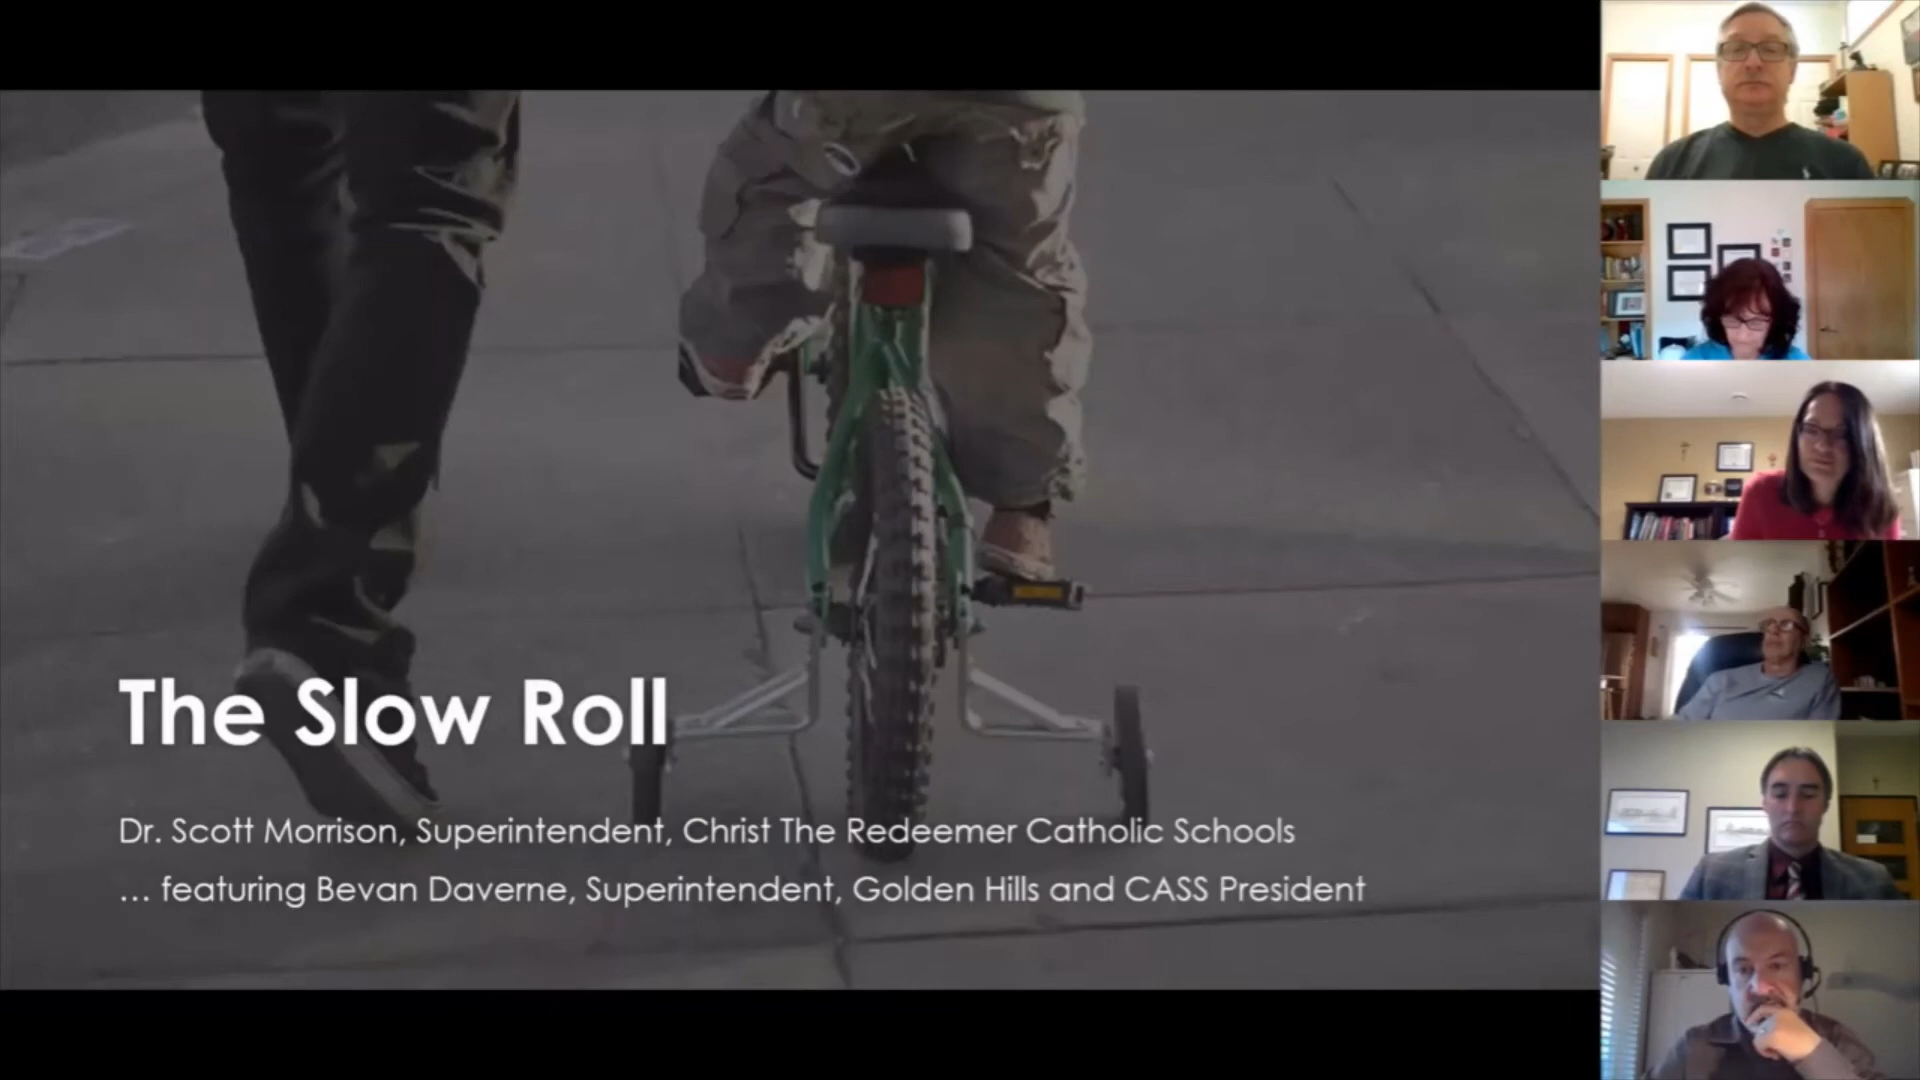 The Slow Roll
Dr. Scott Morrison, Superintendent, Christ The Redeemer Catholic Schools
... featuring Bevan Daverne, Superintendent, Golden Hills and CASS President